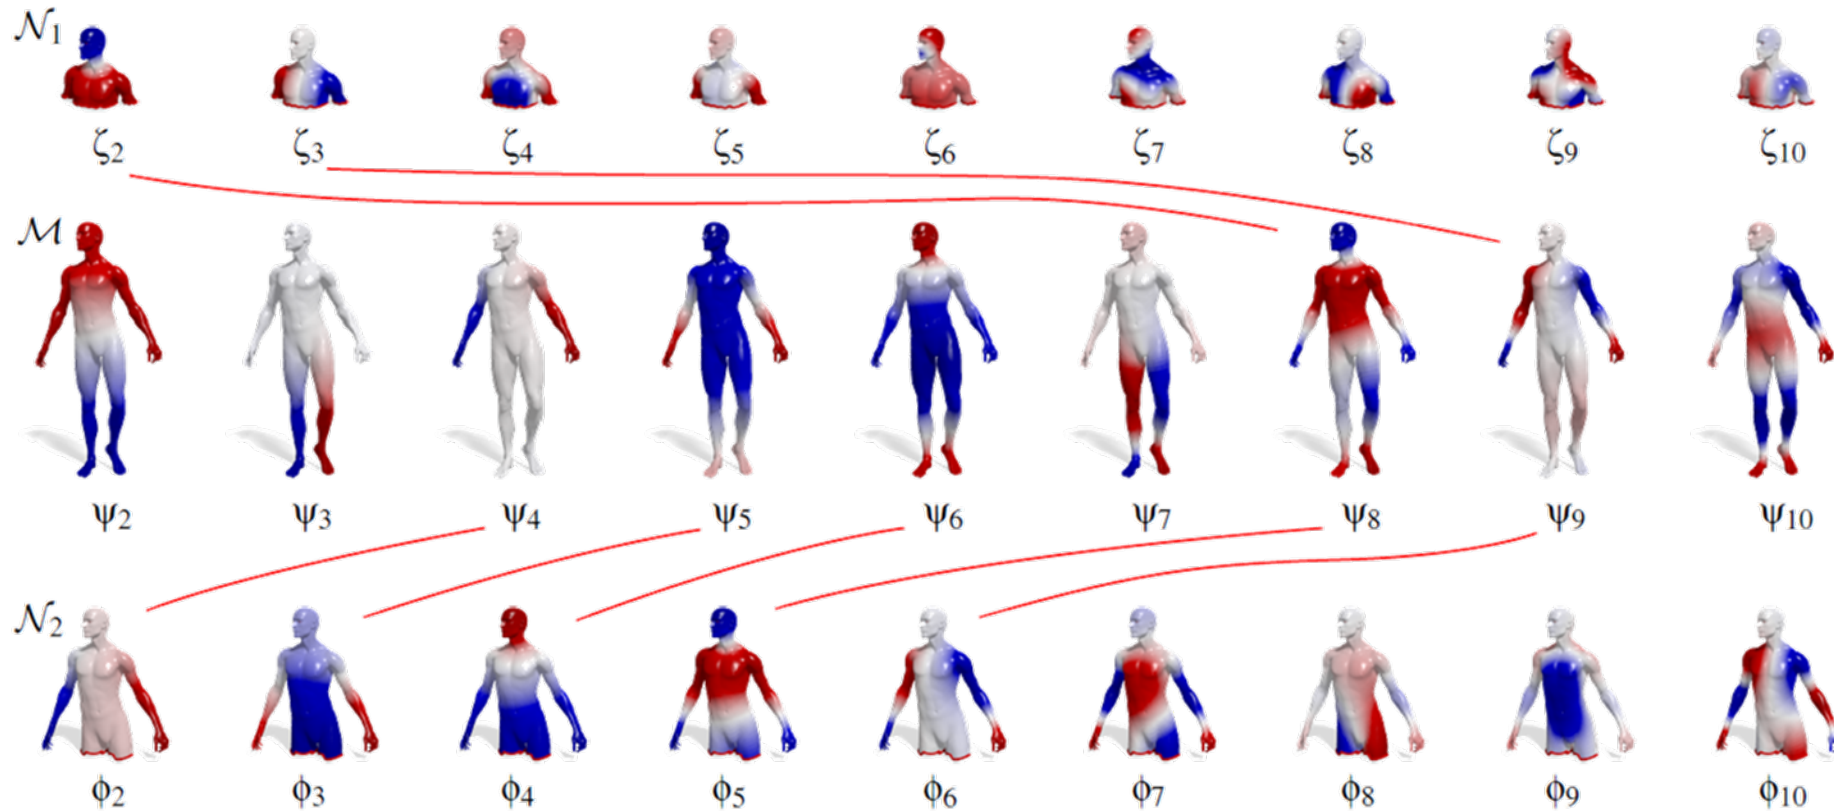 𝒩1
ζ2 ζ3 ζ4 ζ5 ζ6 ζ7 ζ8 ζ9 ζ10
ℳ
ψ2 ψ3 ψ4 ψ5 ψ6 ψ7 ψ8 ψ9 ψ10
𝒩2
ϕ2 ϕ3 ϕ4 ϕ5 ϕ6 ϕ7 ϕ8 ϕ9 ϕ10